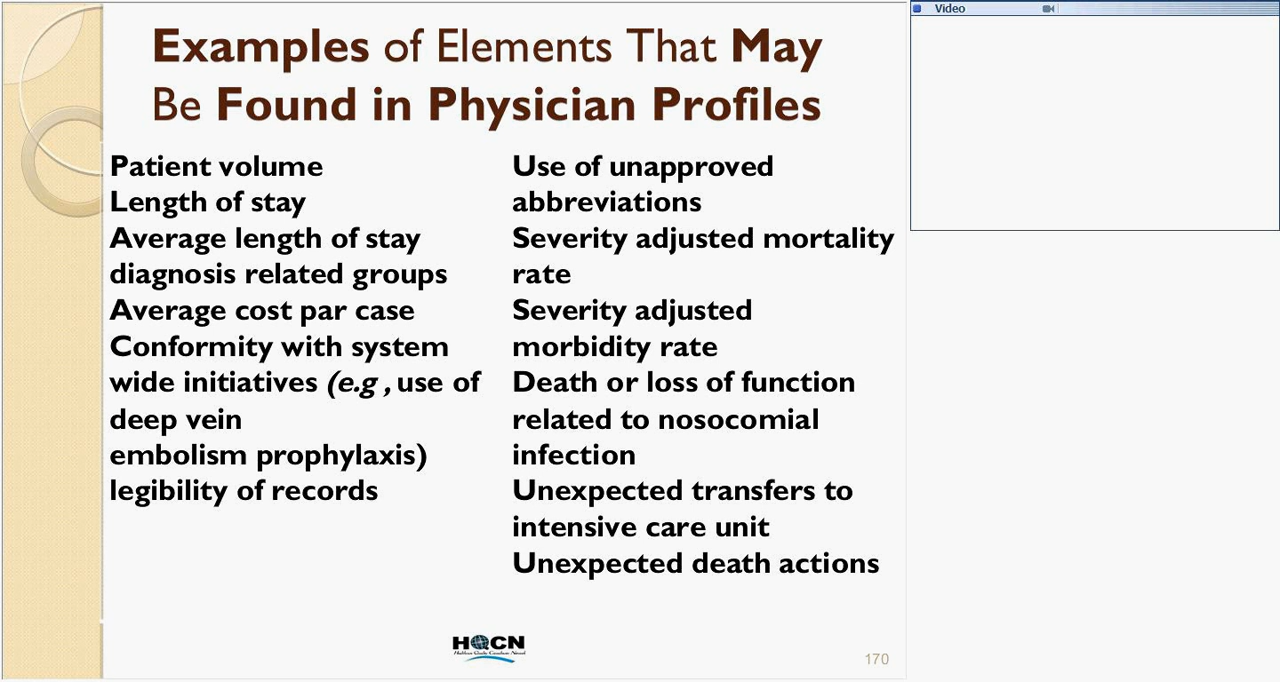 Video
Examples of Elements That May
Be Found in Physician Profiles
Patient volume
Length of stay
Average length of stay
diagnosis related groups
Average cost par case
Conformity with system
wide initiatives (e.g , use of
deep vein
embolism prophylaxis)
legibility of records
Use of unapproved
abbreviations
Severity adjusted mortality
rate
Severity adjusted
morbidity rate
Death or loss of function
related to nosocomial
infection
Unexpected transfers to
intensive care unit
Unexpected death actions
HQCN
170